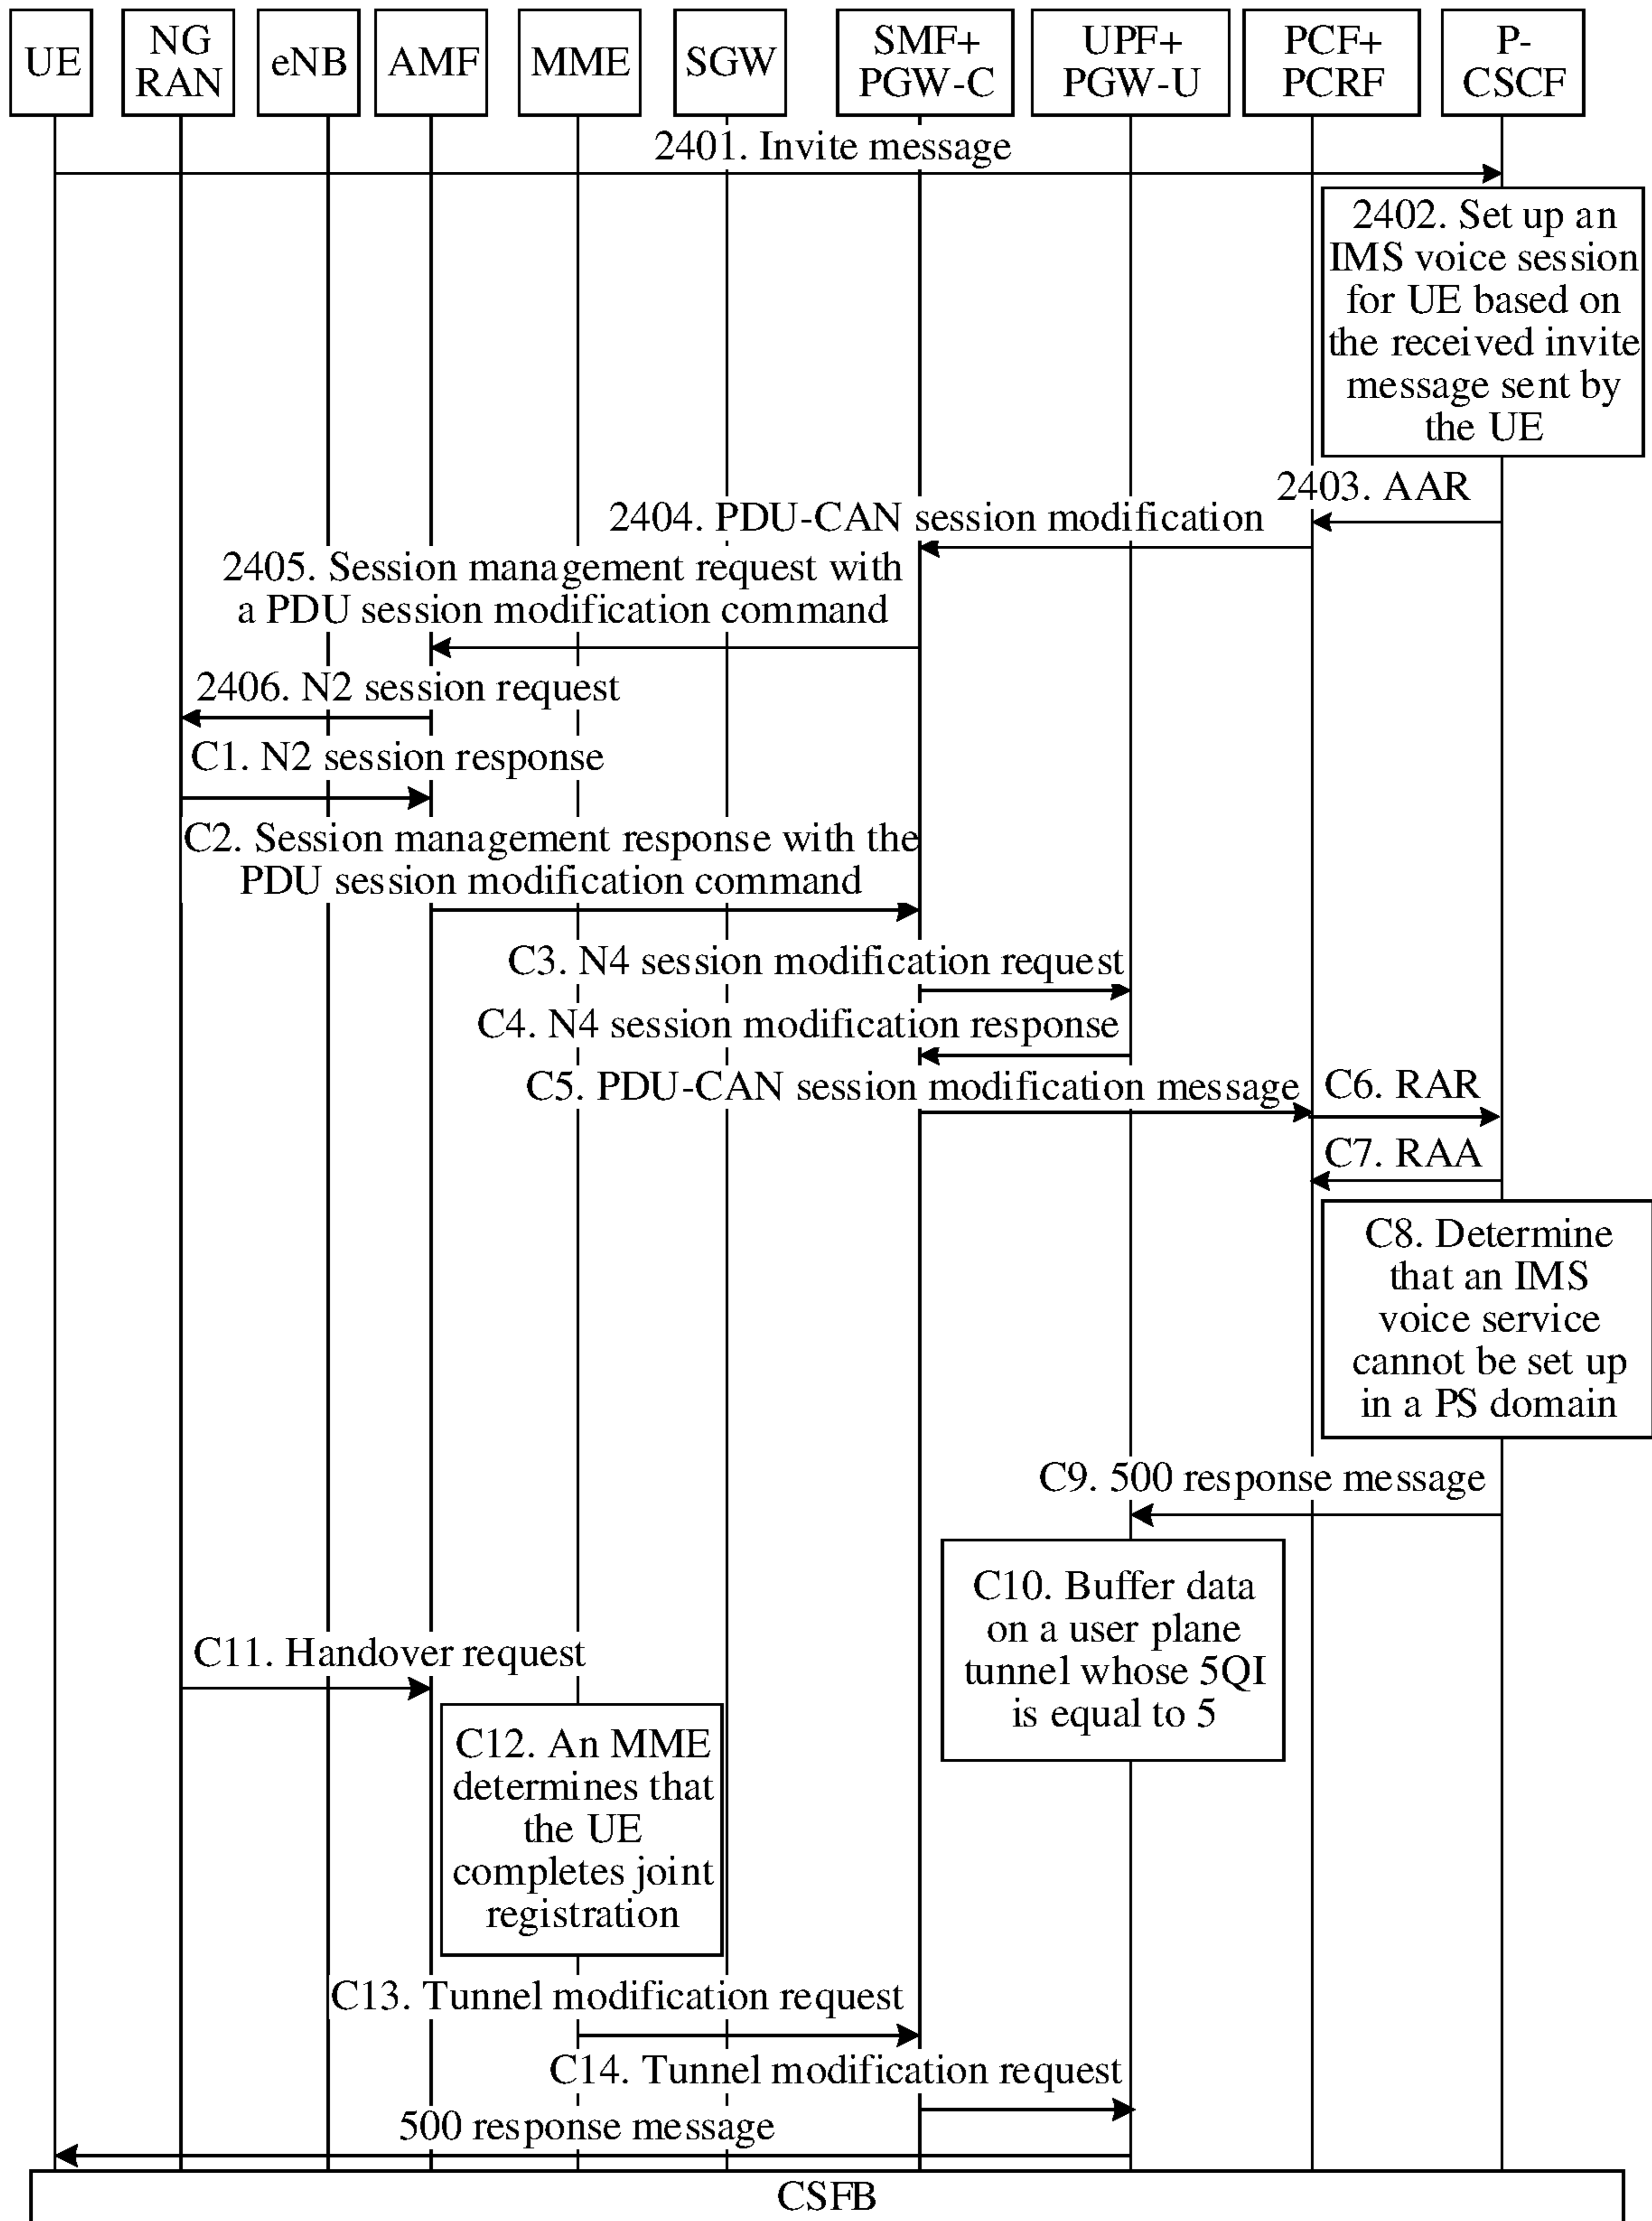 UE
NG
RAN
eNB
AMF
MME
SGW
SMF+
PGW-C
UPF+
PGW-U
PCF+
PCRF
P-
CSCF
2401. Invite message
2402. Set up an
IMS voice session
for UE based on
the received invite
message sent by
the UE
2403. AAR
2404. PDU-CAN session modification
2405. Session management request with
a PDU session modification command
2406. N2 session request
C1. N2 session response
C2. Session management response with the
PDU session modification command
C3. N4 session modification request
C4. N4 session modification response
C5. PDU-CAN session modification message
C6. RAR
C7. RAA
C8. Determine
that an IMS
voice service
cannot be set up
in a PS domain
C9. 500 response message
C10. Buffer data
on a user plane
tunnel whose 5QI
is equal to 5
C11. Handover request
C12. An MME
determines that
the UE
completes joint
registration
C13. Tunnel modification request
C14. Tunnel modification request
500 response message
CSFB